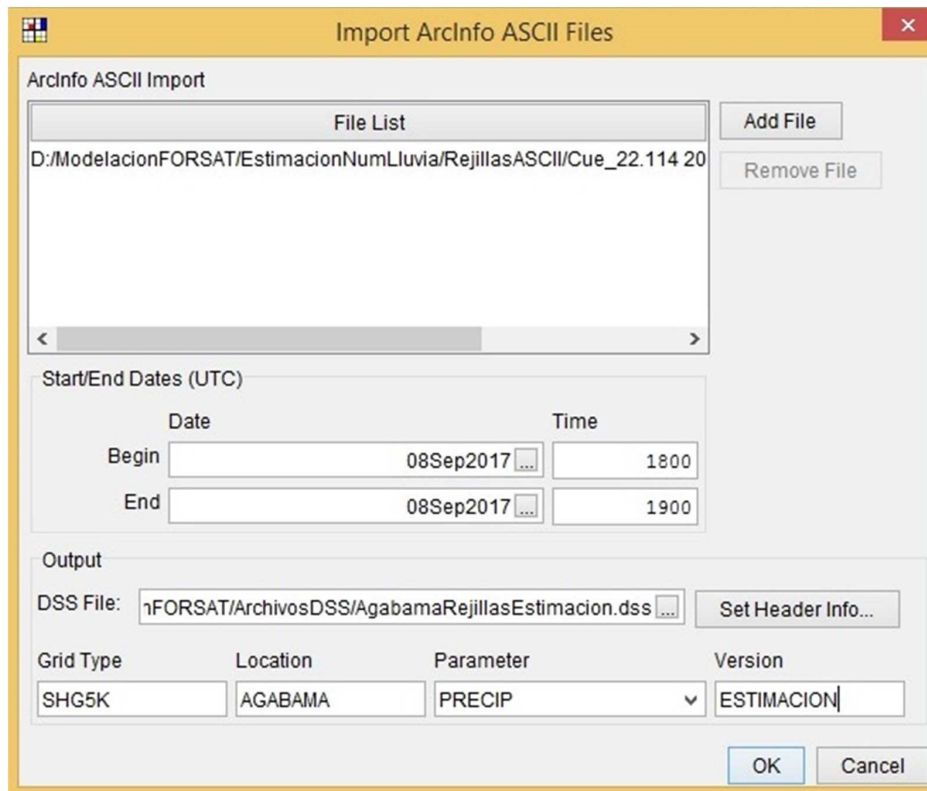 Import ArcInfo ASCII Files
ArcInfo ASCII Import
File List
Add File
D:/ModelacionFORSAT/EstimacionNumLluvia/RejillasASCII/Cue_22.114 20
Remove File
Start/End Dates (UTC)
Date Time
Begin 08Sep2017 ... 1800
End 08Sep2017 ... 1900
Output
DSS File: nFORSAT/ArchivosDSS/AgabamaRejillasEstimacion.dss ... Set Header Info...
Grid Type Location Parameter Version
SHG5K AGABAMA PRECIP ESTIMACION
OK Cancel